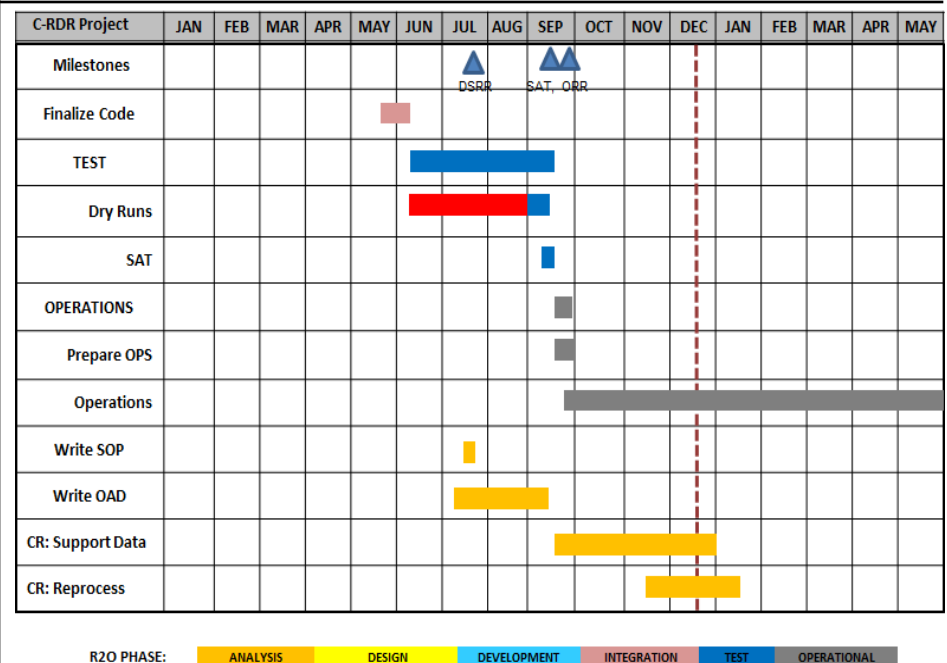 C-RDR Project JAN FEB MAR APR MAY JUN JUL AUG SEP OCT NOV DEC JAN FEB MAR APR MAY
Milestones
DSRR SAT, ORR
Finalize Code
TEST
Dry Runs
SAT
OPERATIONS
Prepare OPS
Operations
Write SOP
Write OAD
CR: Support Data
CR: Reprocess
R2O PHASE: ANALYSIS DESIGN DEVELOPMENT INTEGRATION TEST OPERATIONAL